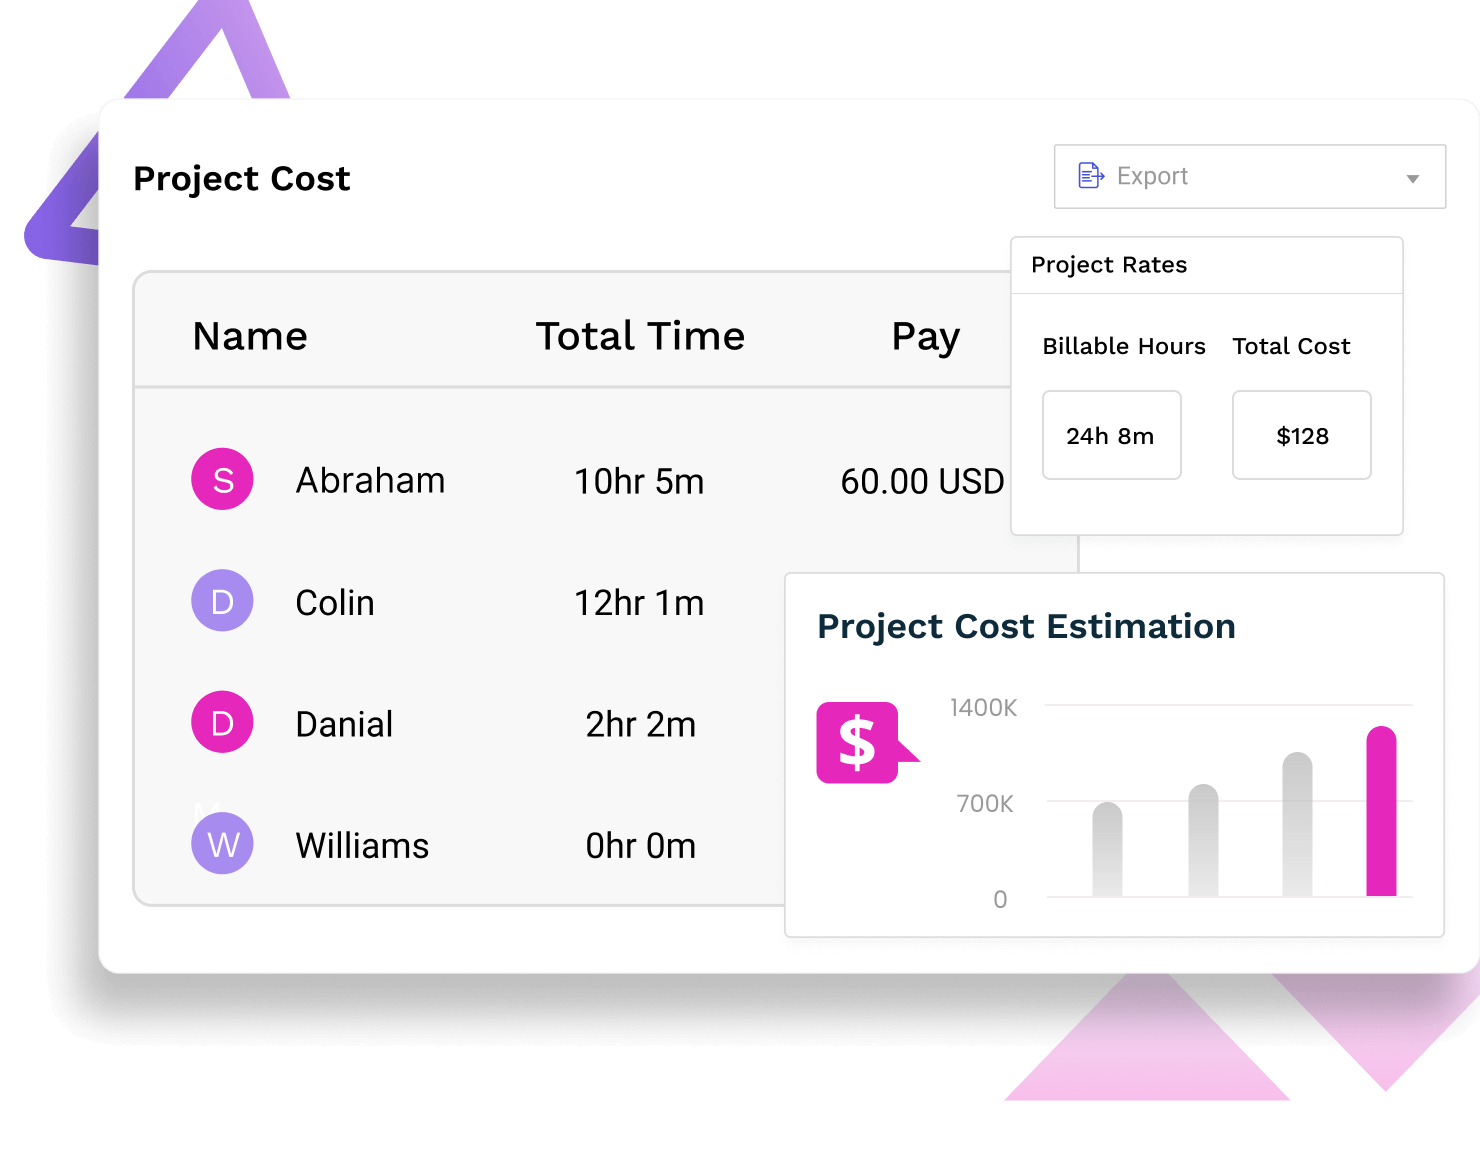 Project Cost
Export
Project Rates
Name Total Time Pay
Billable Hours Total Cost
24h 8m $128
S Abraham 10hr 5m 60.00 USD
D Colin 12hr 1m
Project Cost Estimation
D Danial 2hr 2m
$
1400K
700K
M
W Williams 0hr 0m
0